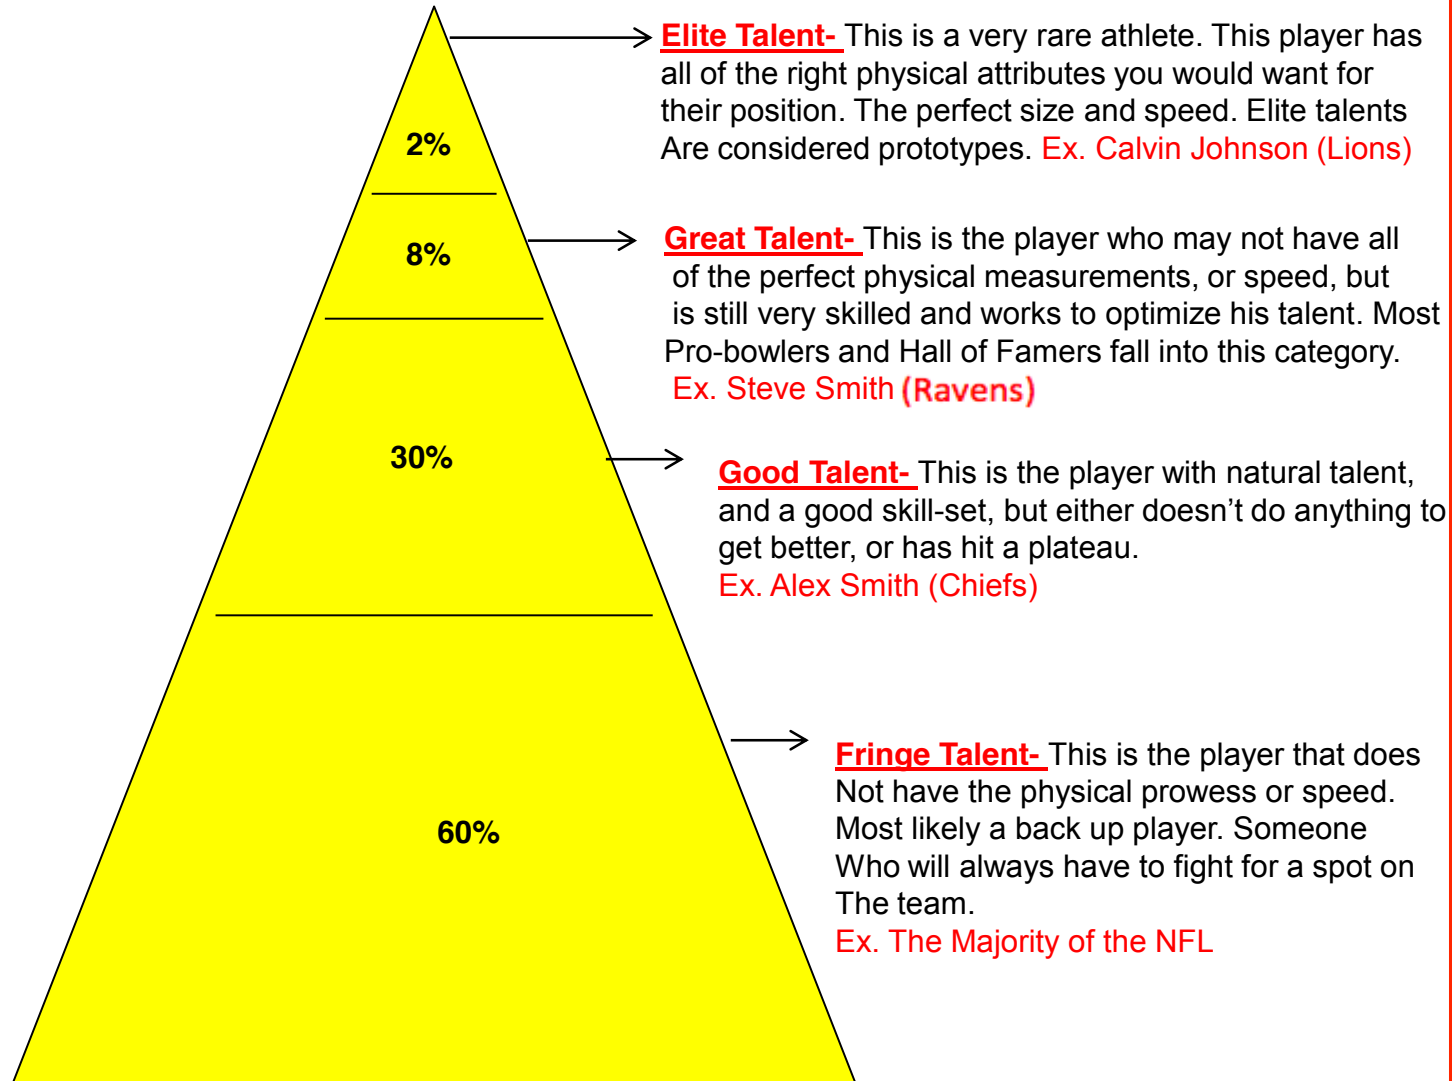 Elite Talent- This is a very rare athlete. This player has
all of the right physical attributes you would want for
their position. The perfect size and speed. Elite talents
Are considered prototypes. Ex. Calvin Johnson (Lions)
2%
Great Talent- This is the player who may not have all
of the perfect physical measurements, or speed, but
is still very skilled and works to optimize his talent. Most
Pro-bowlers and Hall of Famers fall into this category.
Ex. Steve Smith (Ravens)
8%
Good Talent- This is the player with natural talent,
and a good skill-set, but either doesn’t do anything to
get better, or has hit a plateau.
Ex. Alex Smith (Chiefs)
30%
Fringe Talent- This is the player that does
Not have the physical prowess or speed.
Most likely a back up player. Someone
Who will always have to fight for a spot on
The team.
Ex. The Majority of the NFL
60%